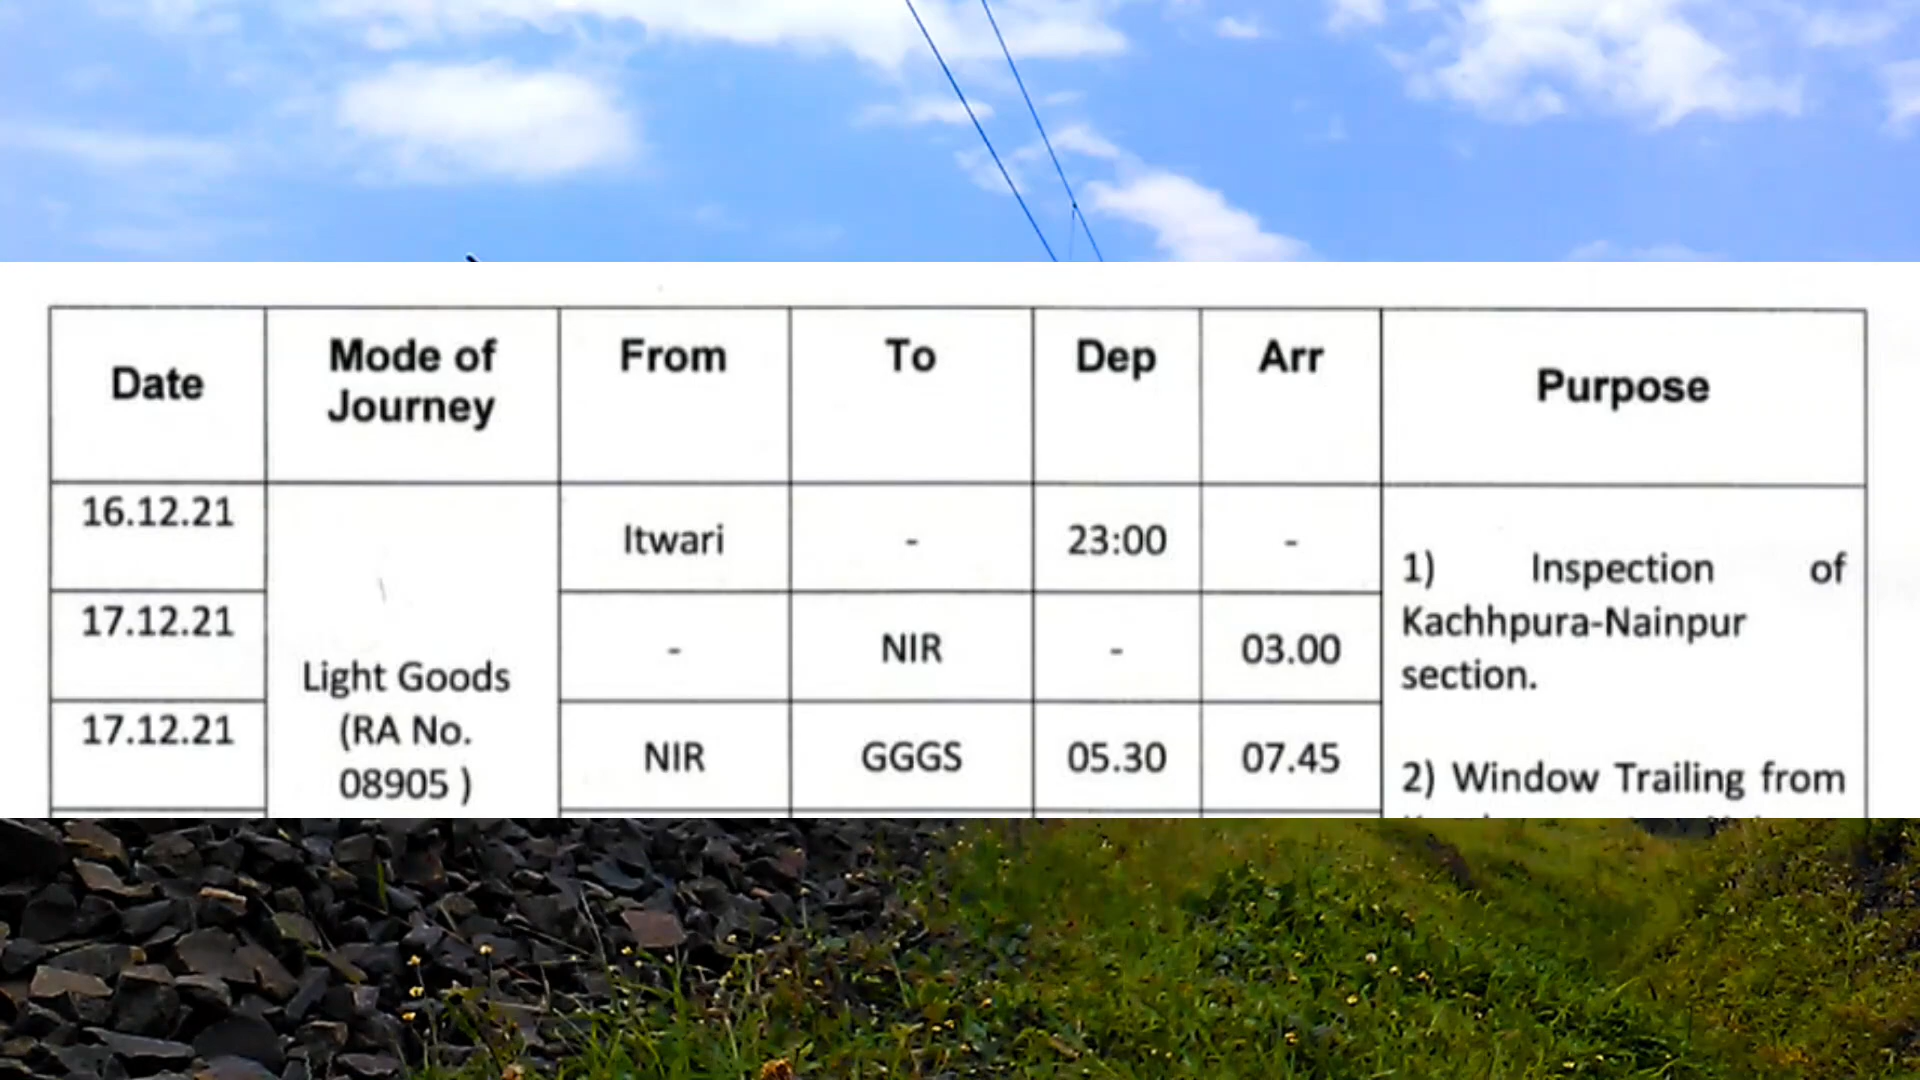 Date Mode of Journey From To Dep Arr Purpose
16.12.21 Itwari - 23:00 -
17.12.21 - NIR - 03.00
17.12.21 NIR GGGS 05.30 07.45
Light Goods
(RA No.
08905 )
1) Inspection of
Kachhpura-Nainpur
section.
2) Window Trailing from